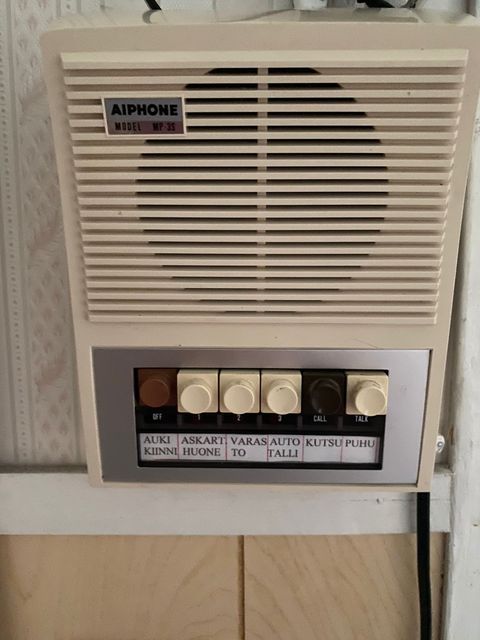 AIPHONE
MODEL MP-3S
OFF 1 2 3 CALL TALK
AUKI ASKART. VARAS AUTO KUTSU PUHU
KIINNI HUONE TO TALLI